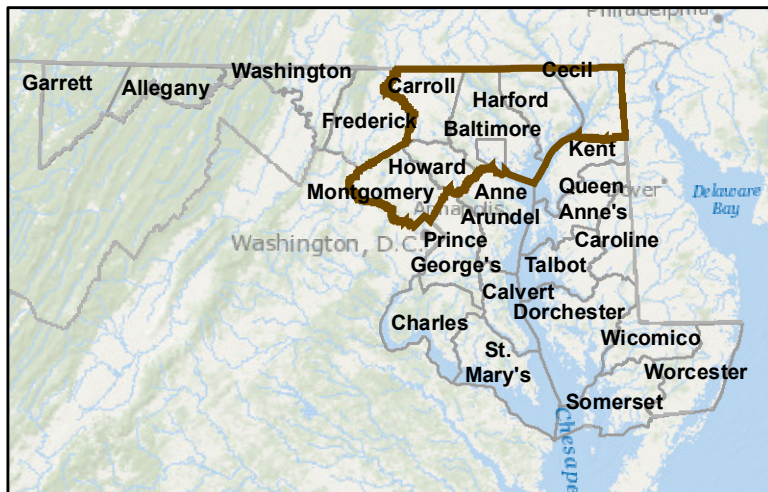 Philadelphia
Washington
Garrett
Allegany
Carroll
Cecil
Harford
Frederick
Baltimore
Kent
Howard
Montgomery
Anne
Arundel
Annapolis
Queen
Anne's
Delaware
Bay
Washington, D.C.
Prince
George's
Caroline
Talbot
Calvert
Dorchester
Charles
St.
Mary's
Wicomico
Worcester
Somerset